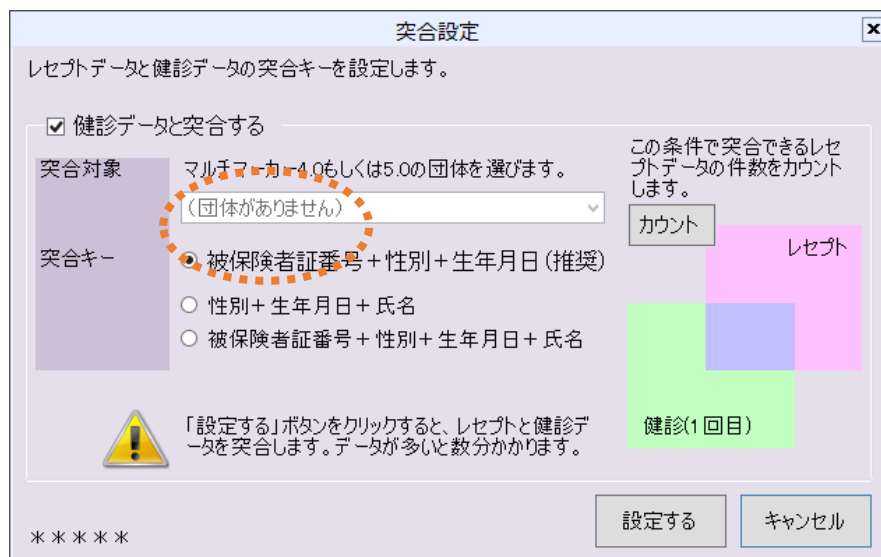 突合設定
レセプトデータと健診データの突合キーを設定します。
健診データと突合する
突合対象
マルチマーカー4.0もしくは5.0の団体を選びます。
(団体がありません)
突合キー
被保険者証番号+性別+生年月日(推奨)
性別+生年月日+氏名
被保険者証番号+性別+生年月日+氏名
この条件で突合できるレセ
プトデータの件数をカウント
します。
カウント
レセプト
健診(1回目)
「設定する」ボタンをクリックすると、レセプトと健診デ
ータを突合します。データが多いと数分かかります。
設定する
キャンセル
*****